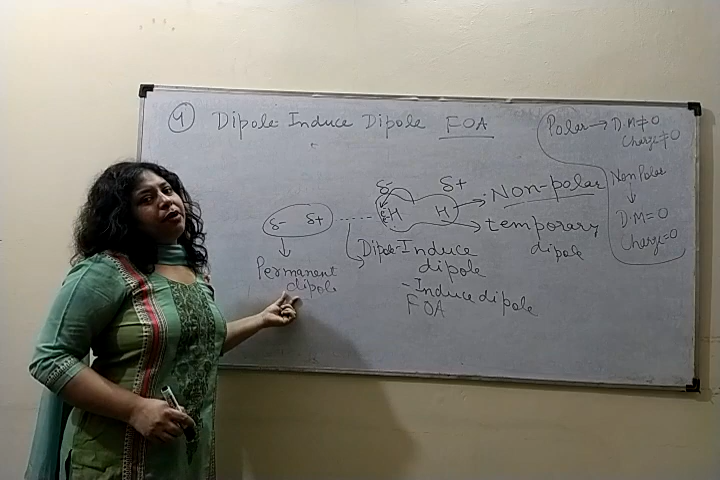 4 Dipole-Induce Dipole FOA
Polar → D.M ≠ 0
Charge ≠ 0
Non Polar
↓
D.M = 0
Charge = 0
δ- δ+
δ- δ+
H H
Non-polar
temporary
dipole
Permanent
dipole
Dipole-Induce
dipole
- Induce dipole
FOA